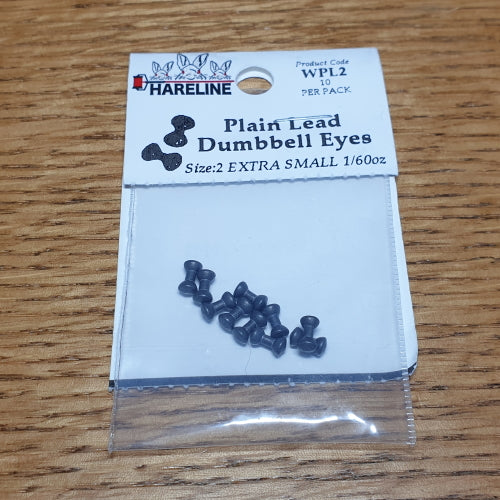 HARELINE
Product Code
WPL2
10
PER PACK
Plain Lead
Dumbbell Eyes
Size:2 EXTRA SMALL 1/60oz